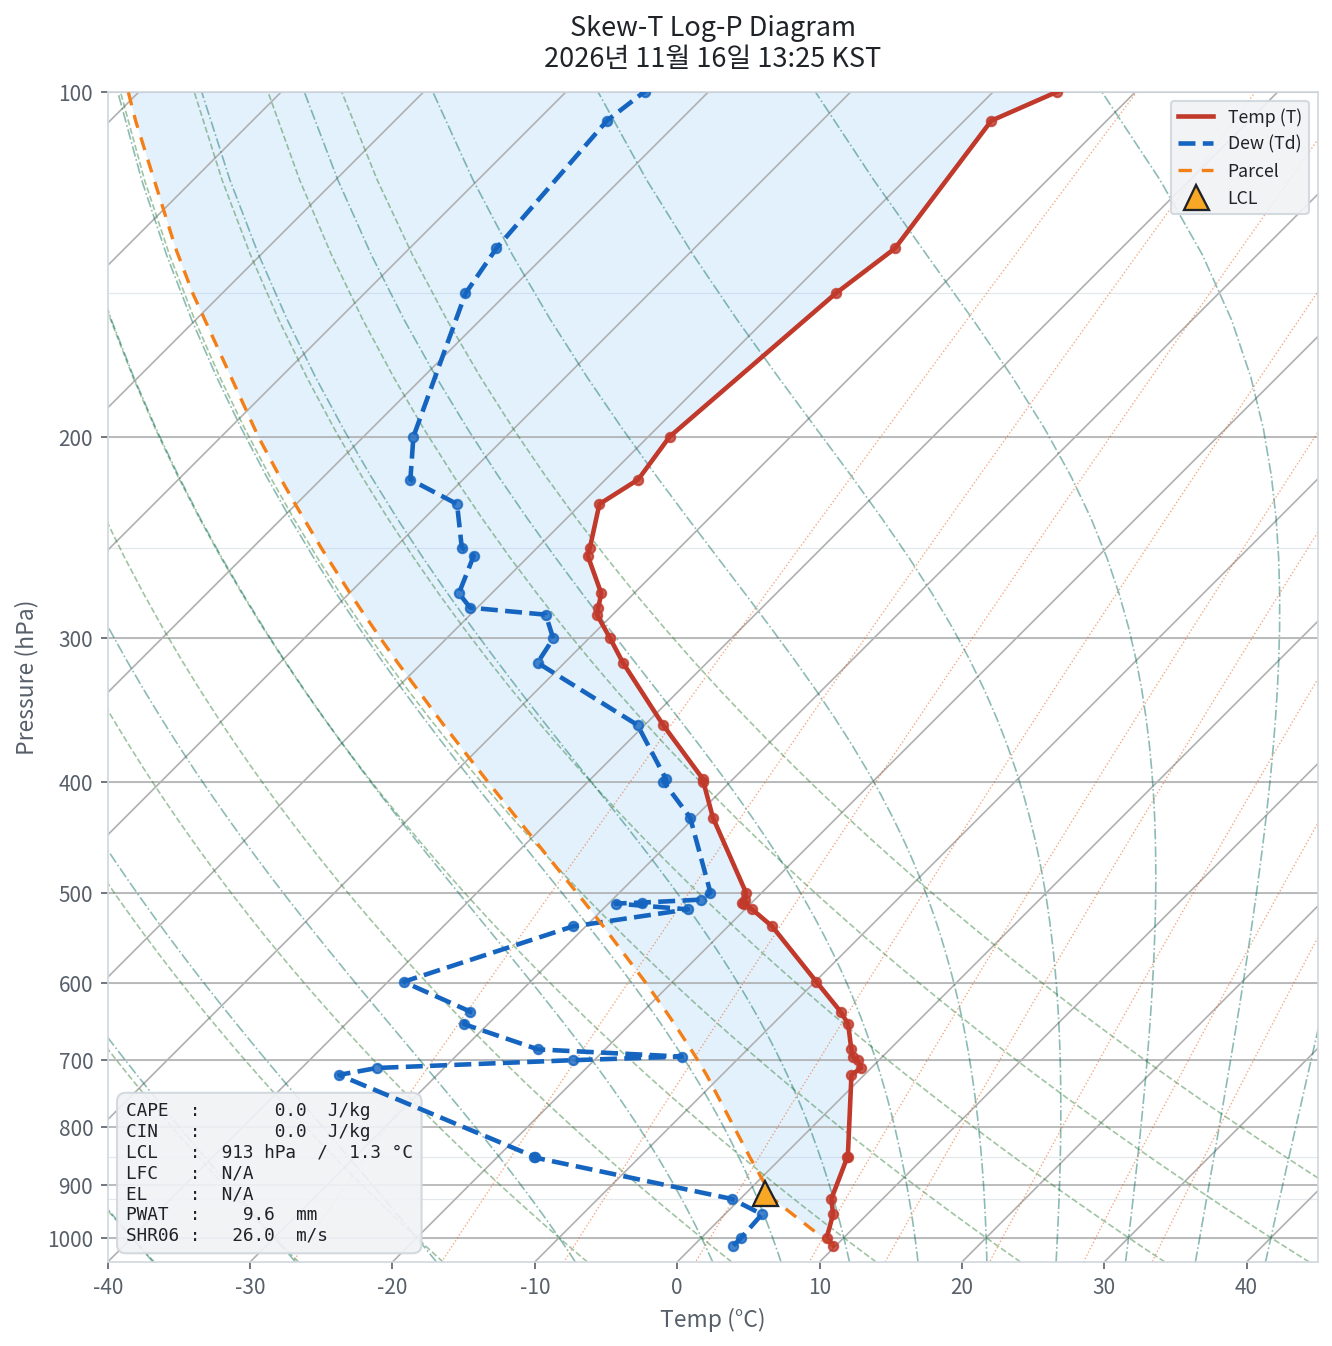 Skew-T Log-P Diagram
2026년 11월 16일 13:25 KST
Temp (T)
Dew (Td)
Parcel
LCL
Pressure (hPa)
100
200
300
400
500
600
700
800
900
1000
CAPE : 0.0 J/kg
CIN : 0.0 J/kg
LCL : 913 hPa / 1.3 °C
LFC : N/A
EL : N/A
PWAT : 9.6 mm
SHR06 : 26.0 m/s
-40 -30 -20 -10 0 10 20 30 40
Temp (°C)